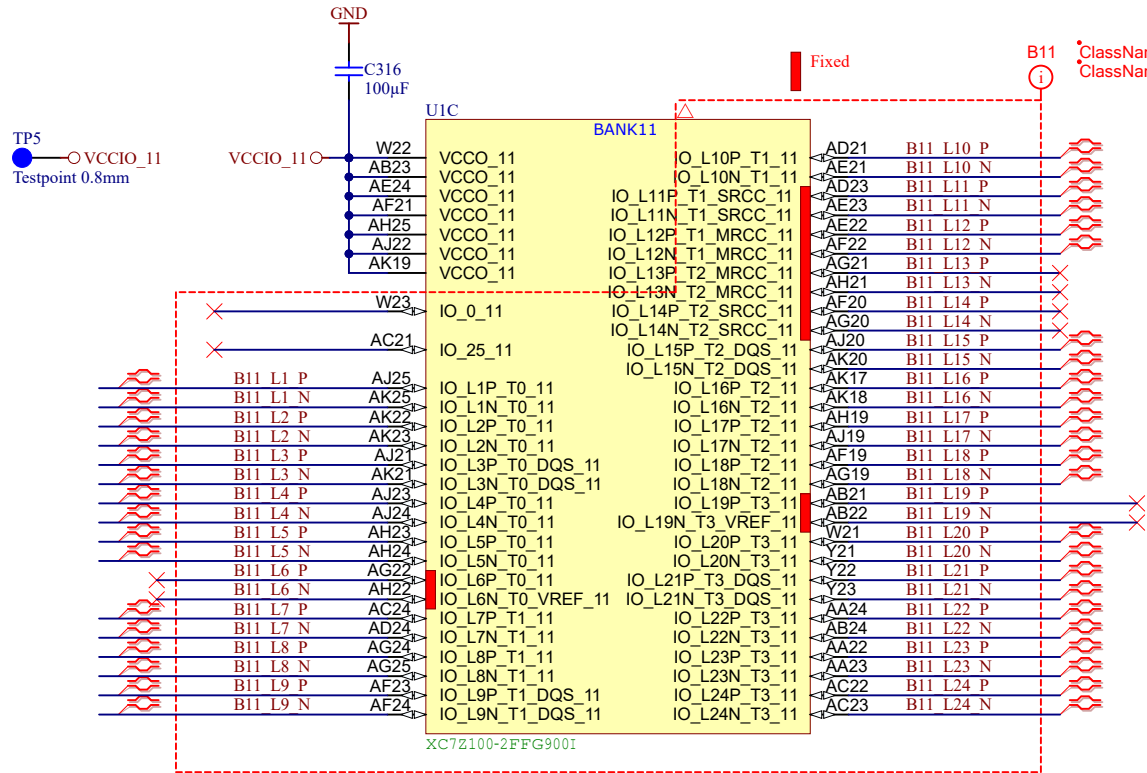 GND
C316
100µF
Fixed
B11
ClassNam
ClassNam
U1C
BANK11
TP5
VCCIO_11
Testpoint 0.8mm
VCCIO_11
W22 VCCO_11
AB23 VCCO_11
AE24 VCCO_11
AF21 VCCO_11
AH25 VCCO_11
AJ22 VCCO_11
AK19 VCCO_11
W23 IO_0_11
AC21 IO_25_11
B11_L1_P AJ25 IO_L1P_T0_11
B11_L1_N AK25 IO_L1N_T0_11
B11_L2_P AK22 IO_L2P_T0_11
B11_L2_N AK23 IO_L2N_T0_11
B11_L3_P AJ21 IO_L3P_T0_DQS_11
B11_L3_N AK21 IO_L3N_T0_DQS_11
B11_L4_P AJ23 IO_L4P_T0_11
B11_L4_N AJ24 IO_L4N_T0_11
B11_L5_P AH23 IO_L5P_T0_11
B11_L5_N AH24 IO_L5N_T0_11
B11_L6_P AG22 IO_L6P_T0_11
B11_L6_N AH22 IO_L6N_T0_VREF_11
B11_L7_P AC24 IO_L7P_T1_11
B11_L7_N AD24 IO_L7N_T1_11
B11_L8_P AG24 IO_L8P_T1_11
B11_L8_N AG25 IO_L8N_T1_11
B11_L9_P AF23 IO_L9P_T1_DQS_11
B11_L9_N AF24 IO_L9N_T1_DQS_11
IO_L10P_T1_11 AD21 B11_L10_P
IO_L10N_T1_11 AE21 B11_L10_N
IO_L11P_T1_SRCC_11 AD23 B11_L11_P
IO_L11N_T1_SRCC_11 AE23 B11_L11_N
IO_L12P_T1_MRCC_11 AE22 B11_L12_P
IO_L12N_T1_MRCC_11 AF22 B11_L12_N
IO_L13P_T2_MRCC_11 AG21 B11_L13_P
IO_L13N_T2_MRCC_11 AH21 B11_L13_N
IO_L14P_T2_SRCC_11 AF20 B11_L14_P
IO_L14N_T2_SRCC_11 AG20 B11_L14_N
IO_L15P_T2_DQS_11 AJ20 B11_L15_P
IO_L15N_T2_DQS_11 AK20 B11_L15_N
IO_L16P_T2_11 AK17 B11_L16_P
IO_L16N_T2_11 AK18 B11_L16_N
IO_L17P_T2_11 AH19 B11_L17_P
IO_L17N_T2_11 AJ19 B11_L17_N
IO_L18P_T2_11 AF19 B11_L18_P
IO_L18N_T2_11 AG19 B11_L18_N
IO_L19P_T3_11 AB21 B11_L19_P
IO_L19N_T3_VREF_11 AB22 B11_L19_N
IO_L20P_T3_11 W21 B11_L20_P
IO_L20N_T3_11 Y21 B11_L20_N
IO_L21P_T3_DQS_11 Y22 B11_L21_P
IO_L21N_T3_DQS_11 Y23 B11_L21_N
IO_L22P_T3_11 AA24 B11_L22_P
IO_L22N_T3_11 AB24 B11_L22_N
IO_L23P_T3_11 AA22 B11_L23_P
IO_L23N_T3_11 AA23 B11_L23_N
IO_L24P_T3_11 AC22 B11_L24_P
IO_L24N_T3_11 AC23 B11_L24_N
XC7Z100-2FFG900I